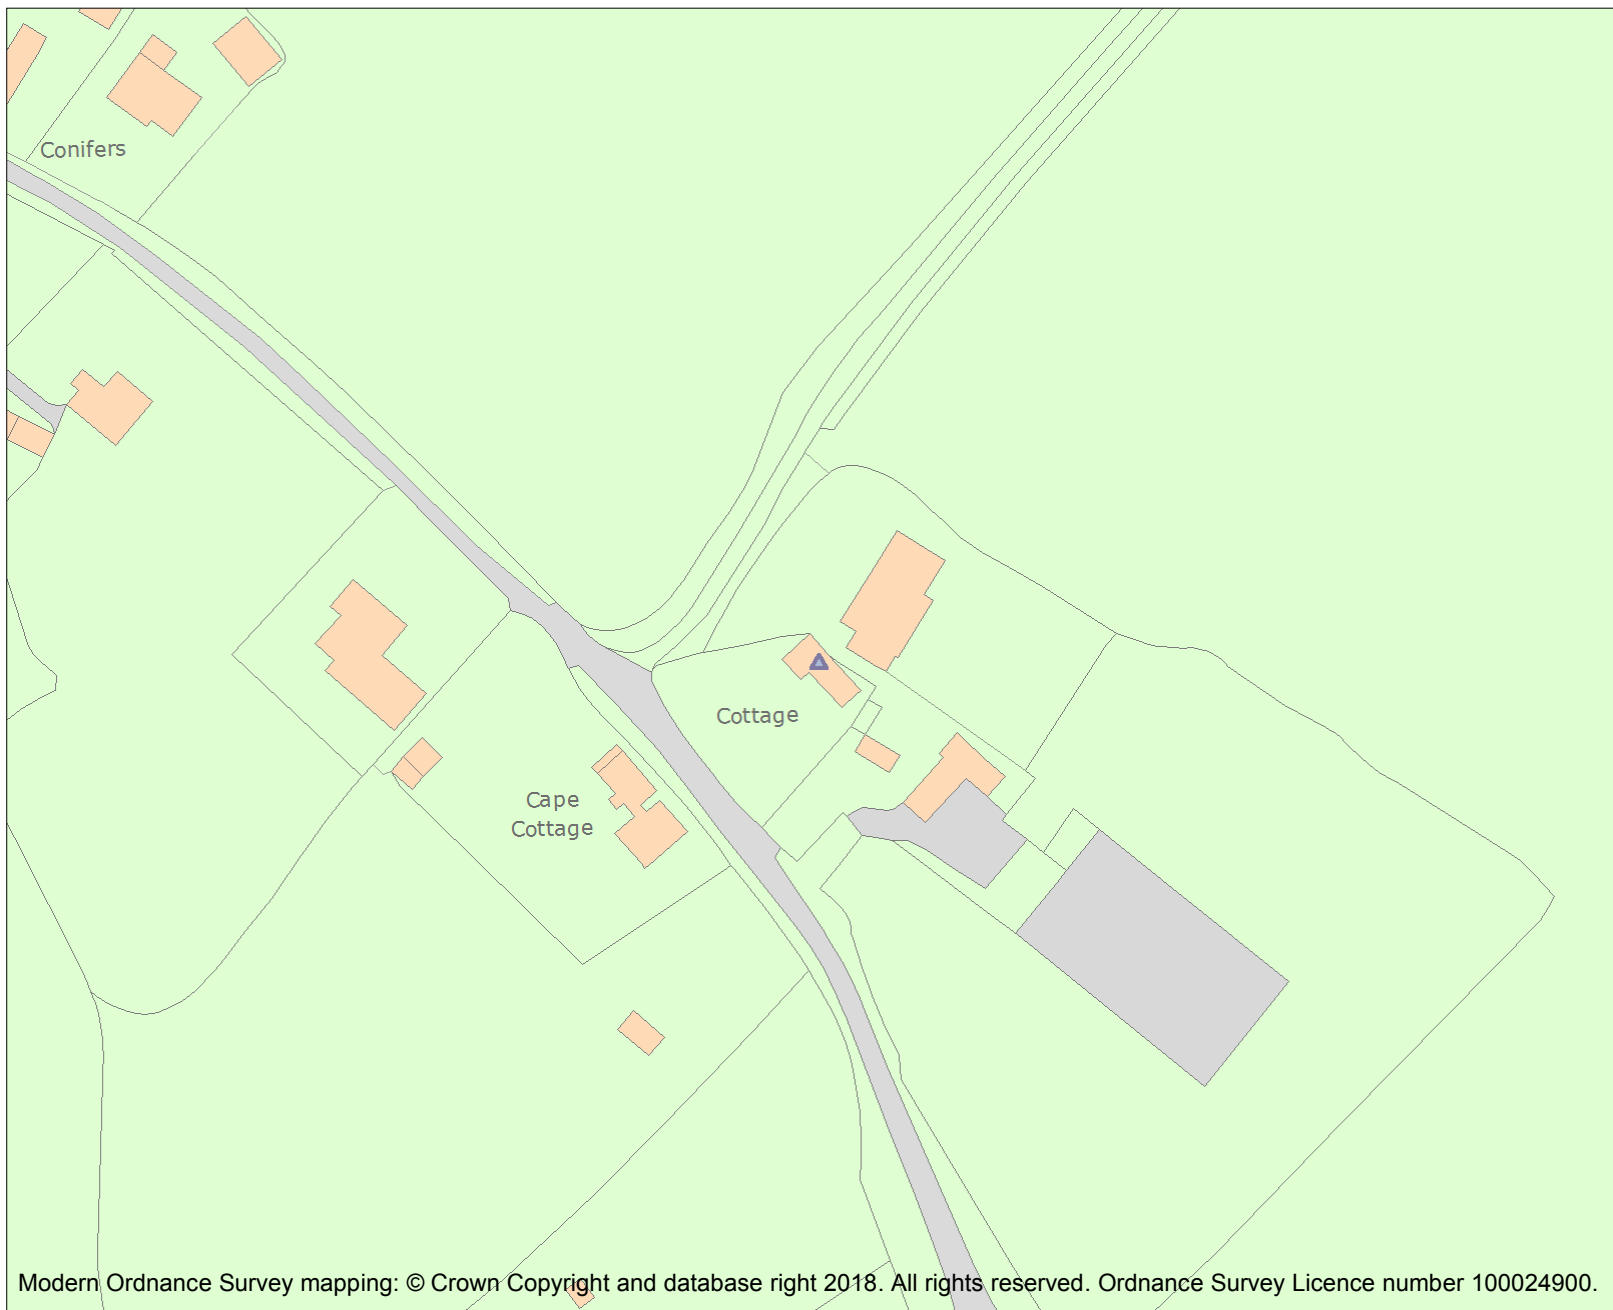 Conifers
Cottage
Cape
Cottage
Modern Ordnance Survey mapping: © Crown Copyright and database right 2018. All rights reserved. Ordnance Survey Licence number 100024900.